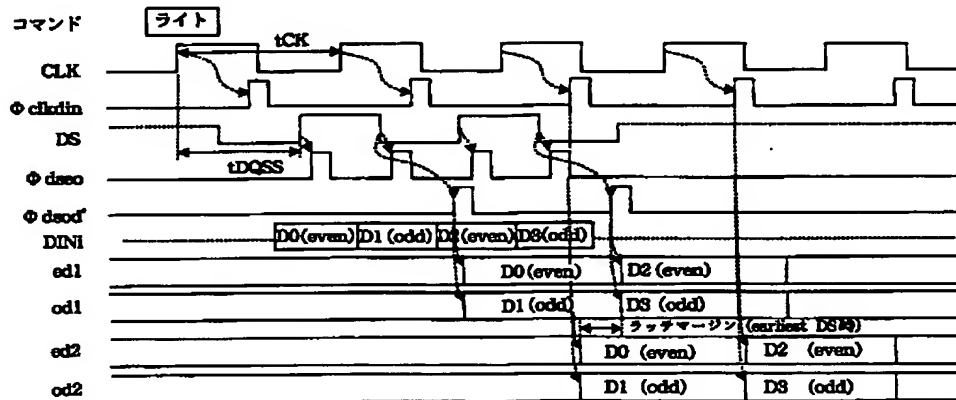 コマンド ライト
tCK
CLK
Φ clkdin
DS
tDQSS
Φ dseo
Φ dsod'
DINi D0(even) D1(odd) D2(even) D3(odd)
ed1 D0(even) D2(even)
od1 D1(odd) D3 (odd)
ラッチマージン (earliest DS時)
ed2 D0 (even) D2 (even)
od2 D1 (odd) D3 (odd)